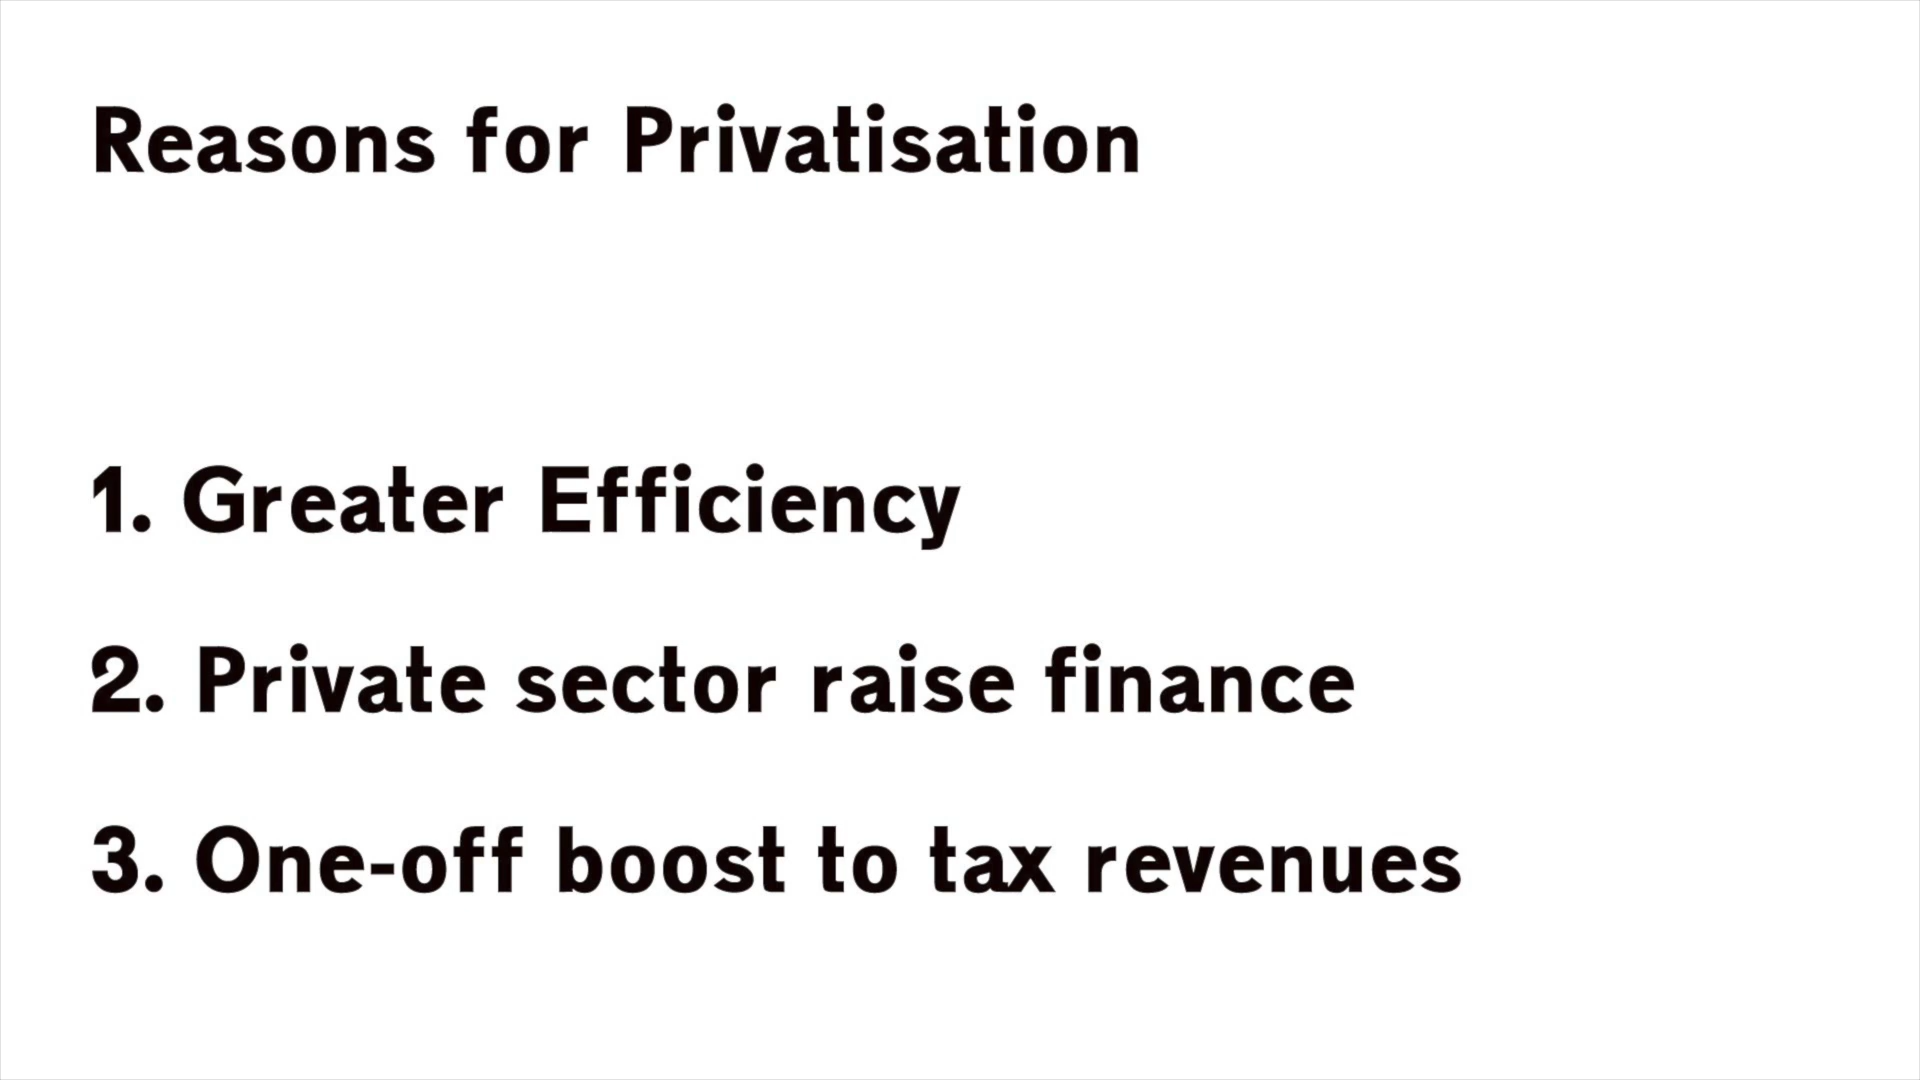 Reasons for Privatisation
1. Greater Efficiency
2. Private sector raise finance
3. One-off boost to tax revenues